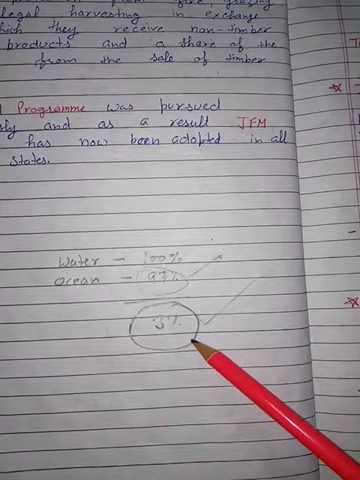 legal harvesting in exchange
which they receive non-timber
products and a share of the
from the sale of timber
Programme was pursued
and as a result JFM
has now been adopted in all
states.
Water - 100%
Ocean - 97%
3%